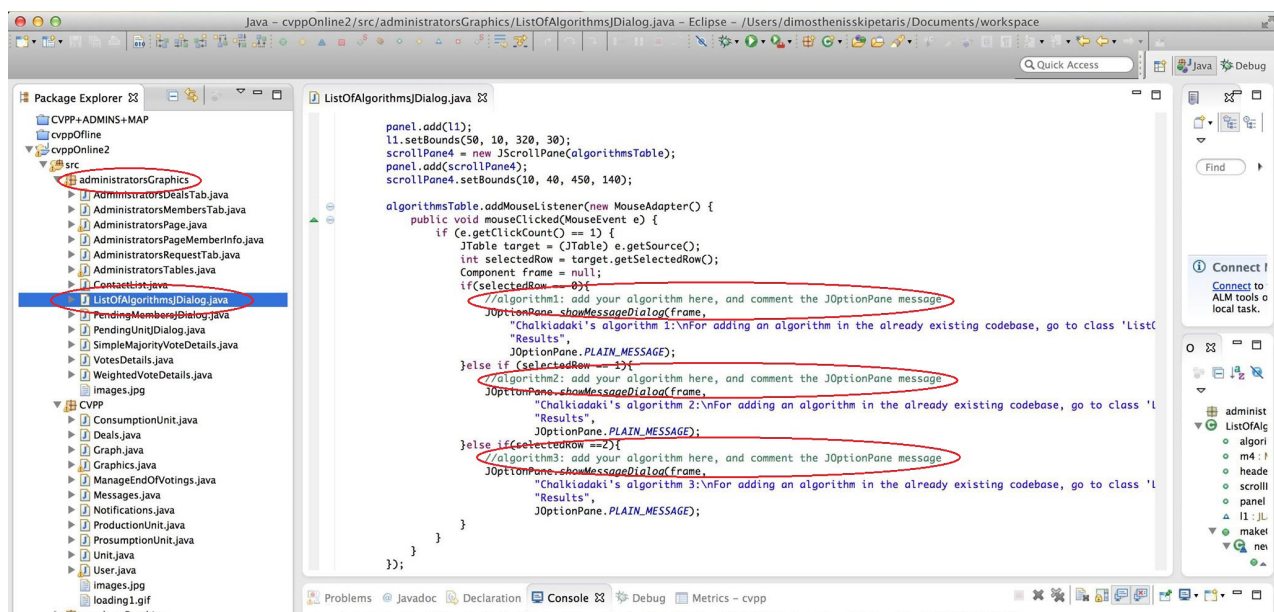 Java – cvppOnline2/src/administratorsGraphics/ListOfAlgorithmsJDialog.java – Eclipse – /Users/dimosthenisskipetaris/Documents/workspace
Quick Access
Java
Debug
Package Explorer
CVPP+ADMINS+MAP
cvppOfline
cvppOnline2
src
administratorsGraphics
AdministratorsDealsTab.java
AdministratorsMembersTab.java
AdministratorsPage.java
AdministratorsPageMemberInfo.java
AdministratorsRequestTab.java
AdministratorsTables.java
ContactList.java
ListOfAlgorithmsJDialog.java
PendingMembersJDialog.java
PendingUnitJDialog.java
SimpleMajorityVoteDetails.java
VotesDetails.java
WeightedVoteDetails.java
images.jpg
CVPP
ConsumptionUnit.java
Deals.java
Graph.java
Graphics.java
ManageEndOfVotings.java
Messages.java
Notifications.java
ProductionUnit.java
ProsumptionUnit.java
Unit.java
User.java
images.jpg
loading1.gif
ListOfAlgorithmsJDialog.java
panel.add(l1);
l1.setBounds(50, 10, 320, 30);
scrollPane4 = new JScrollPane(algorithmsTable);
panel.add(scrollPane4);
scrollPane4.setBounds(10, 40, 450, 140);
algorithmsTable.addMouseListener(new MouseAdapter() {
public void mouseClicked(MouseEvent e) {
if (e.getClickCount() == 1) {
JTable target = (JTable) e.getSource();
int selectedRow = target.getSelectedRow();
Component frame = null;
if(selectedRow == 0){
//algorithm1: add your algorithm here, and comment the JOptionPane message
JOptionPane.showMessageDialog(frame,
"Chalkiadaki's algorithm 1:\nFor adding an algorithm in the already existing codebase, go to class 'ListO
"Results",
JOptionPane.PLAIN_MESSAGE);
}else if (selectedRow == 1){
//algorithm2: add your algorithm here, and comment the JOptionPane message
JOptionPane.showMessageDialog(frame,
"Chalkiadaki's algorithm 2:\nFor adding an algorithm in the already existing codebase, go to class 'L
"Results",
JOptionPane.PLAIN_MESSAGE);
}else if(selectedRow ==2){
//algorithm3: add your algorithm here, and comment the JOptionPane message
JOptionPane.showMessageDialog(frame,
"Chalkiadaki's algorithm 3:\nFor adding an algorithm in the already existing codebase, go to class 'L
"Results",
JOptionPane.PLAIN_MESSAGE);
}
}
}
});
Find
Connect
Connect to
ALM tools o
local task.
O
administ
ListOfAlg
algori
m4 :
heade
scrollI
panel
l1 : JL
make
nev
Problems
Javadoc
Declaration
Console
Debug
Metrics – cvpp